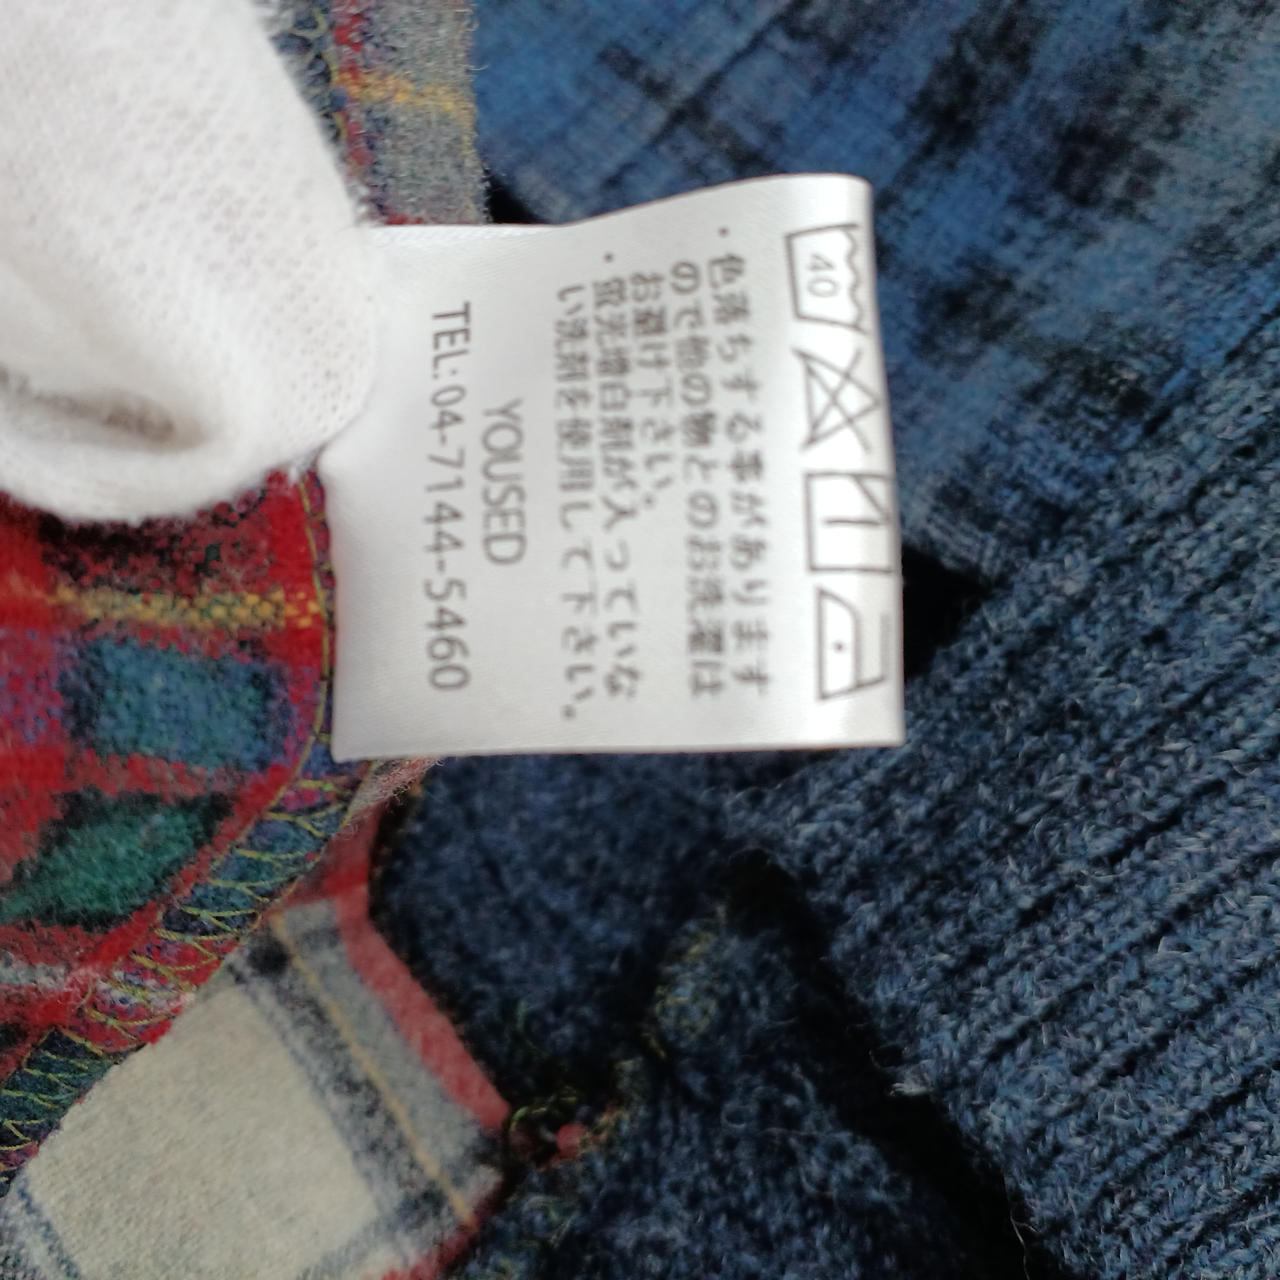 40
・色落ちする事があります
ので他の物とのお洗濯は
お避け下さい。
・蛍光増白剤が入っていな
い洗剤を使用して下さい。
YOUSED
TEL:04-7144-5460